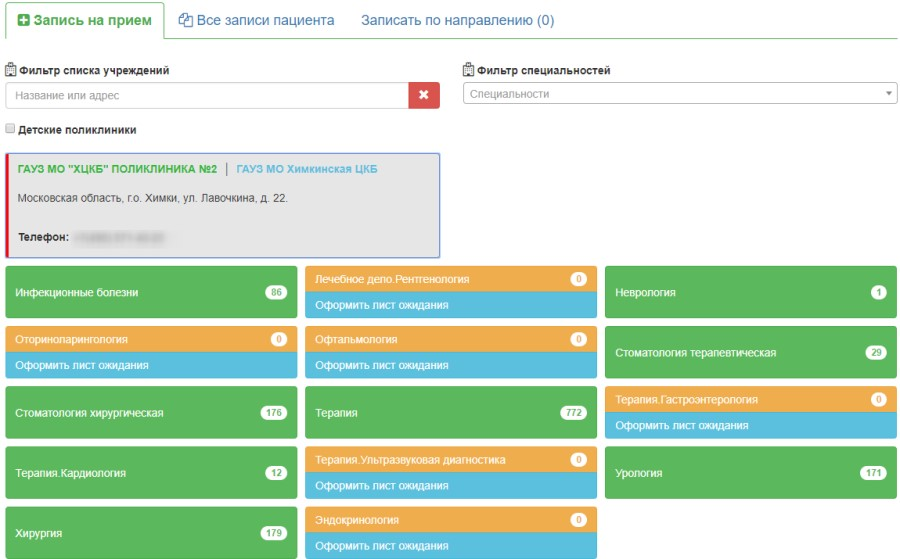 Запись на прием
Все записи пациента
Записать по направлению (0)
Фильтр списка учреждений
Фильтр специальностей
Название или адрес
Специальности
Детские поликлиники
ГАУЗ МО "ХЦКБ" ПОЛИКЛИНИКА №2 | ГАУЗ МО Химкинская ЦКБ
Московская область, г.о. Химки, ул. Лавочкина, д. 22.
Телефон:
Инфекционные болезни 86
Лечебное дело.Рентгенология 0
Оформить лист ожидания
Неврология 1
Оториноларингология 0
Оформить лист ожидания
Офтальмология 0
Оформить лист ожидания
Стоматология терапевтическая 29
Стоматология хирургическая 176
Терапия 772
Терапия.Гастроэнтерология 0
Оформить лист ожидания
Терапия.Кардиология 12
Терапия.Ультразвуковая диагностика 0
Оформить лист ожидания
Урология 171
Хирургия 179
Эндокринология 0
Оформить лист ожидания